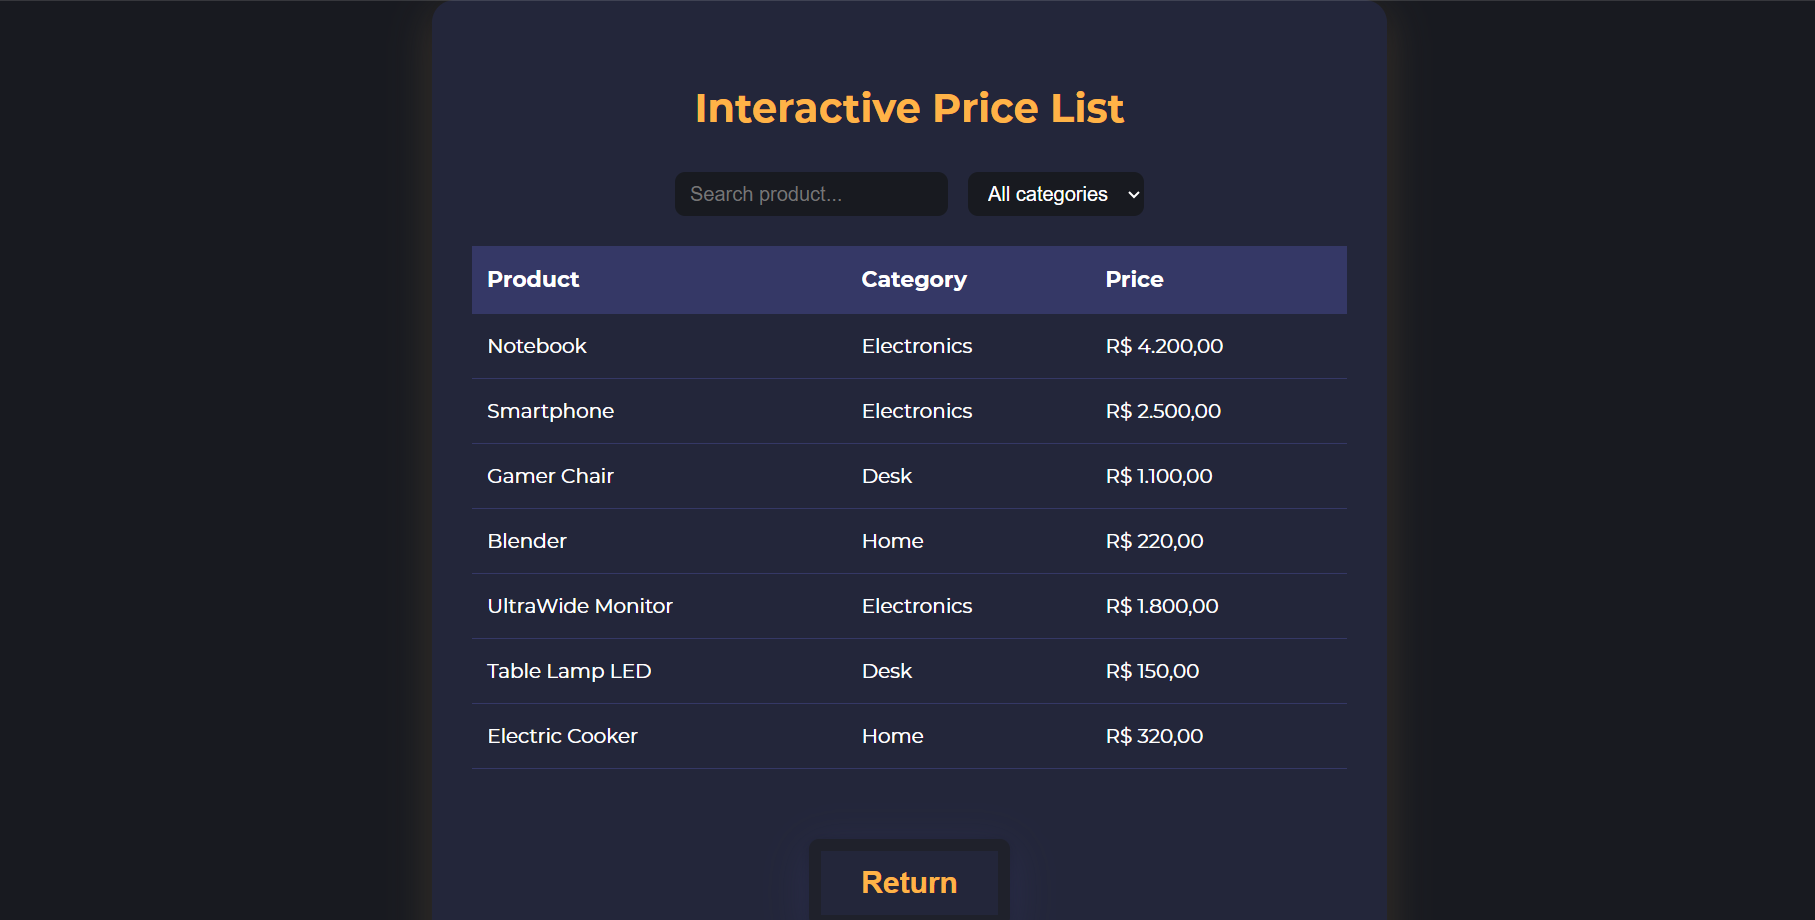 Interactive Price List
Search product... All categories
Product Category Price
Notebook Electronics R$ 4.200,00
Smartphone Electronics R$ 2.500,00
Gamer Chair Desk R$ 1.100,00
Blender Home R$ 220,00
UltraWide Monitor Electronics R$ 1.800,00
Table Lamp LED Desk R$ 150,00
Electric Cooker Home R$ 320,00
Return